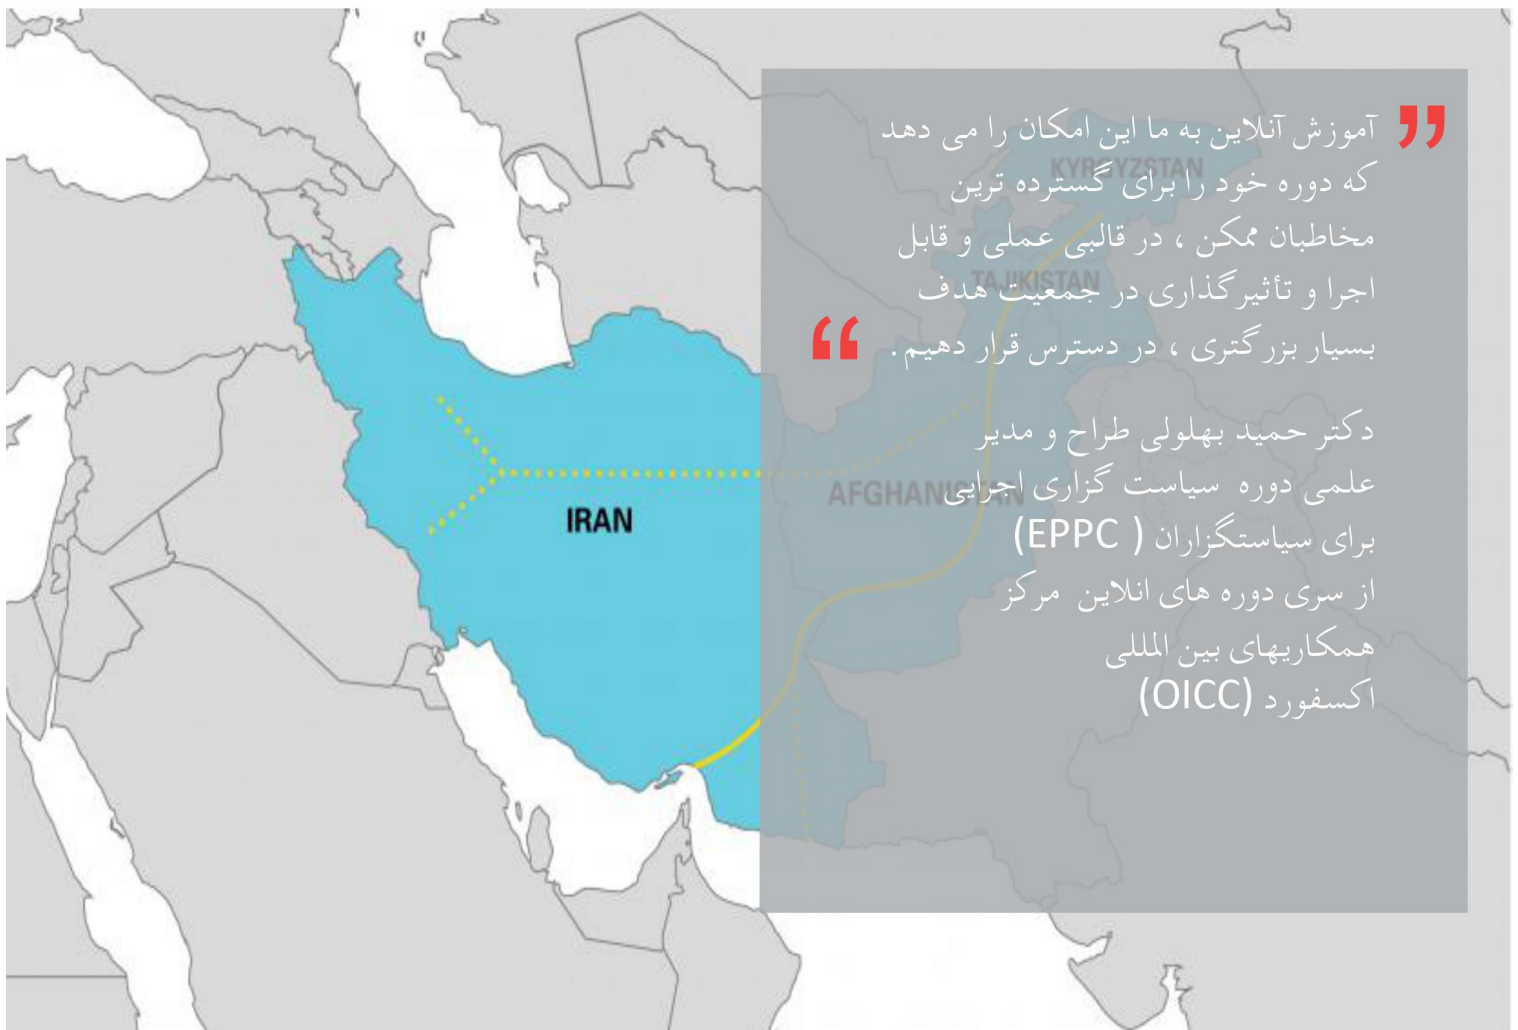 آموزش آنلاین به ما این امکان را می دهد
که دوره خود را برای گسترده ترین
مخاطبان ممکن ، در قالبی عملی و قابل
اجرا و تأثیرگذاری در جمعیت هدف
بسیار بزرگتری ، در دسترس قرار دهیم .
دکتر حمید بهلولی طراح و مدیر
علمی دوره سیاست گزاری اجرایی
برای سیاستگزاران ( EPPC)
از سری دوره های انلاین مرکز
همکاریهای بین المللی
اکسفورد (OICC)
KYRGYZSTAN
TAJIKISTAN
AFGHANISTAN
IRAN